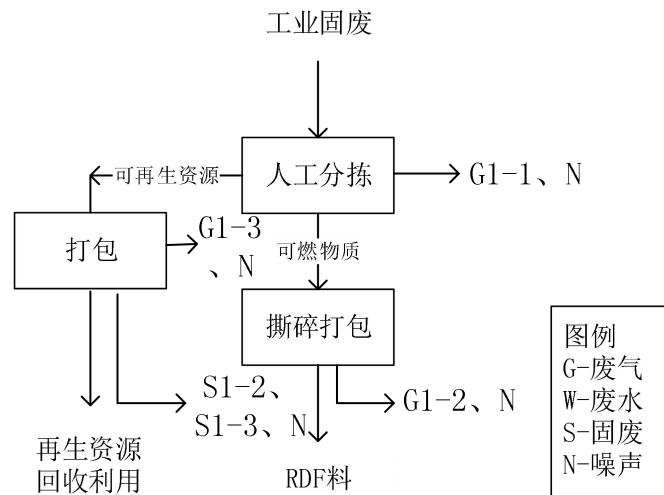 工业固废
可再生资源
人工分拣
G1-1、N
打包
G1-3
、N
可燃物质
撕碎打包
S1-2、
S1-3、N
G1-2、N
再生资源
回收利用
RDF料
图例
G-废气
W-废水
S-固废
N-噪声